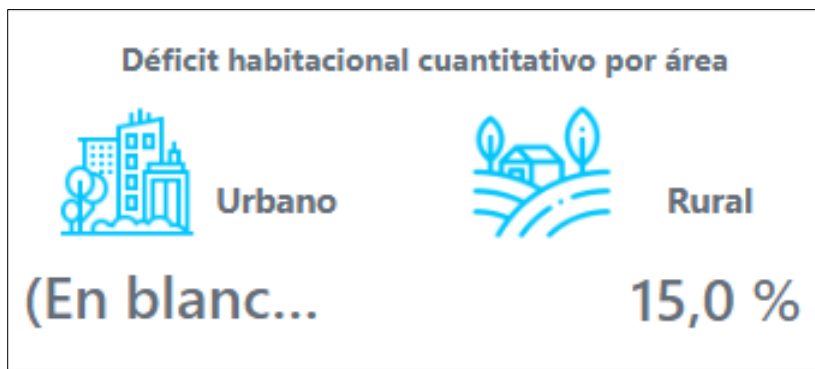 Déficit habitacional cuantitativo por área
Urbano
Rural
(En blanc...
15,0 %